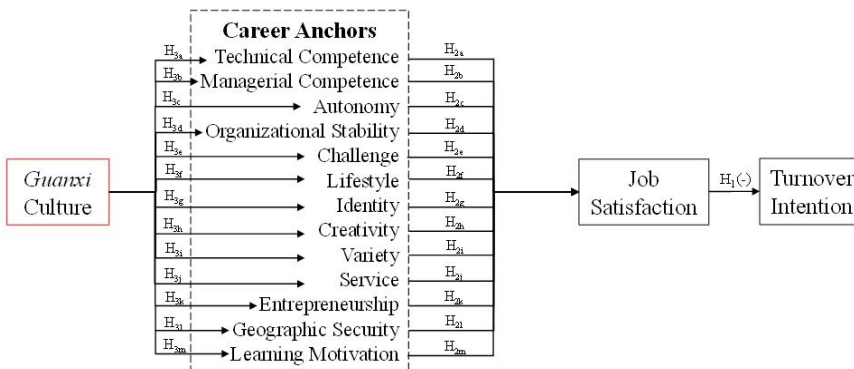 Career Anchors
H3a Technical Competence H2a
H3b Managerial Competence H2b
H3c Autonomy H2c
H3d Organizational Stability H2d
H3e Challenge H2e
H3f Lifestyle H2f
Guanxi Culture
H3g Identity H2g
H3h Creativity H2h
H3i Variety H2i
H3j Service H2j
H3k Entrepreneurship H2k
H3l Geographic Security H2l
H3m Learning Motivation H2m
Job
Satisfaction
H1(-)
Turnover
Intention